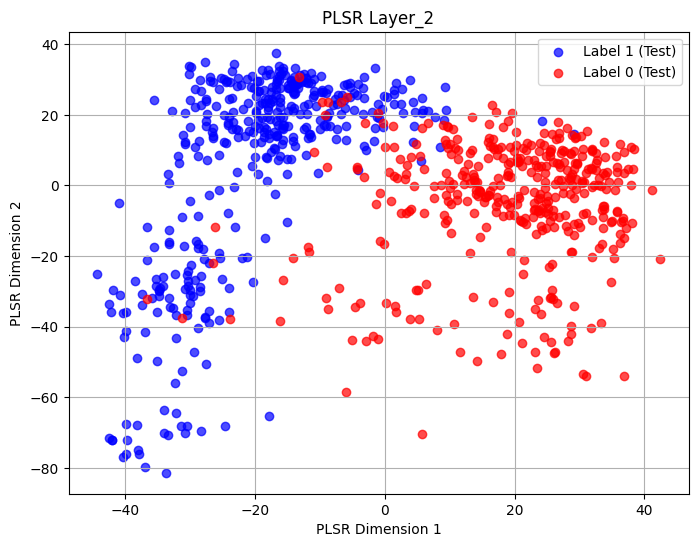 PLSR Layer_2
Label 1 (Test)
Label 0 (Test)
40
20
0
−20
−40
−60
−80
PLSR Dimension 2
−40
−20
0
20
40
PLSR Dimension 1